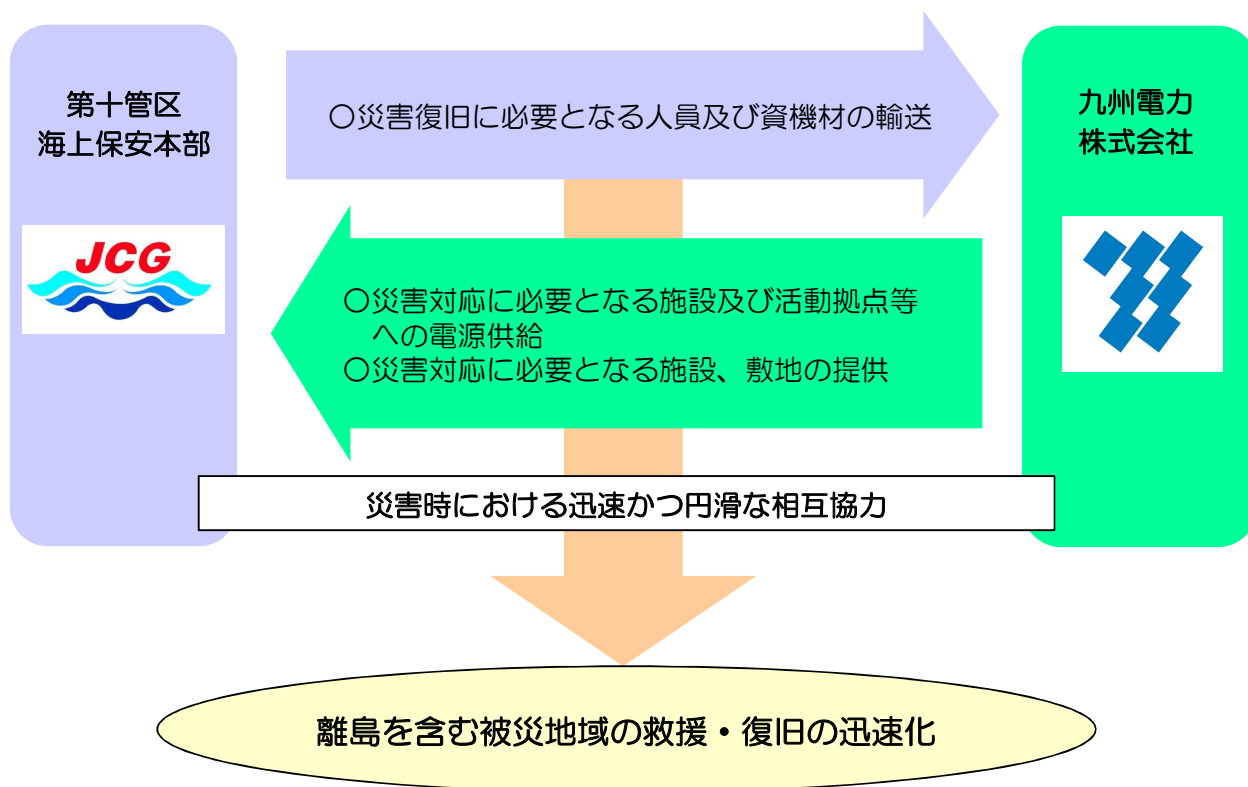 第十管区
海上保安本部
JCG
〇災害復旧に必要となる人員及び資機材の輸送
九州電力
株式会社
〇災害対応に必要となる施設及び活動拠点等
への電源供給
〇災害対応に必要となる施設、敷地の提供
災害時における迅速かつ円滑な相互協力
離島を含む被災地域の救援・復旧の迅速化